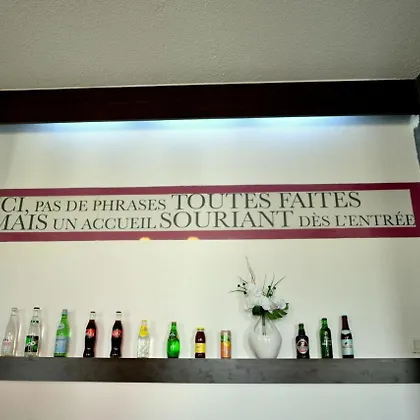 CI, PAS DE PHRASES TOUTES FAITES
MAIS UN ACCUEIL SOURIANT DÈS L'ENTRÉE